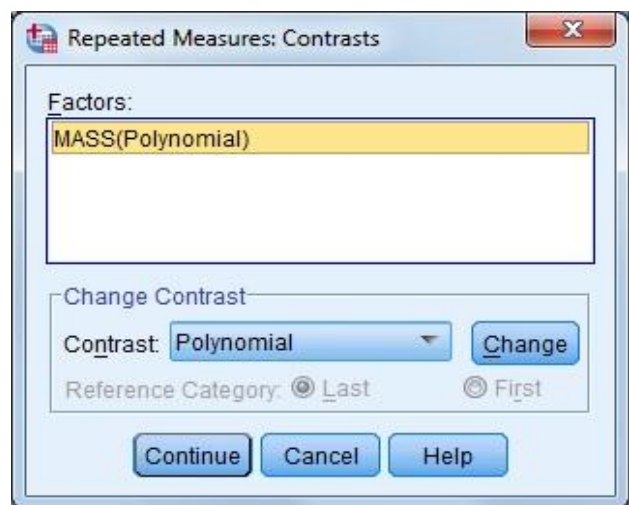 Repeated Measures: Contrasts
Factors:
MASS(Polynomial)
Change Contrast
Contrast: Polynomial Change
Reference Category: Last First
Continue Cancel Help